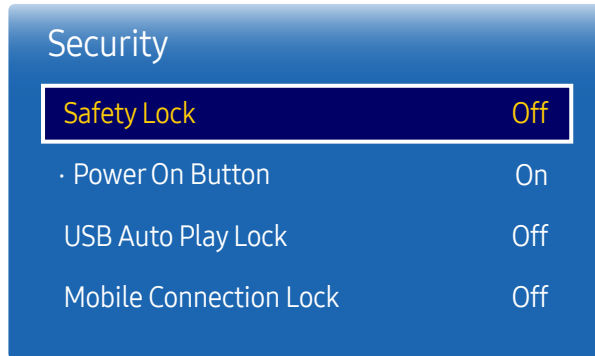 Security
Safety Lock Off
· Power On Button On
USB Auto Play Lock Off
Mobile Connection Lock Off